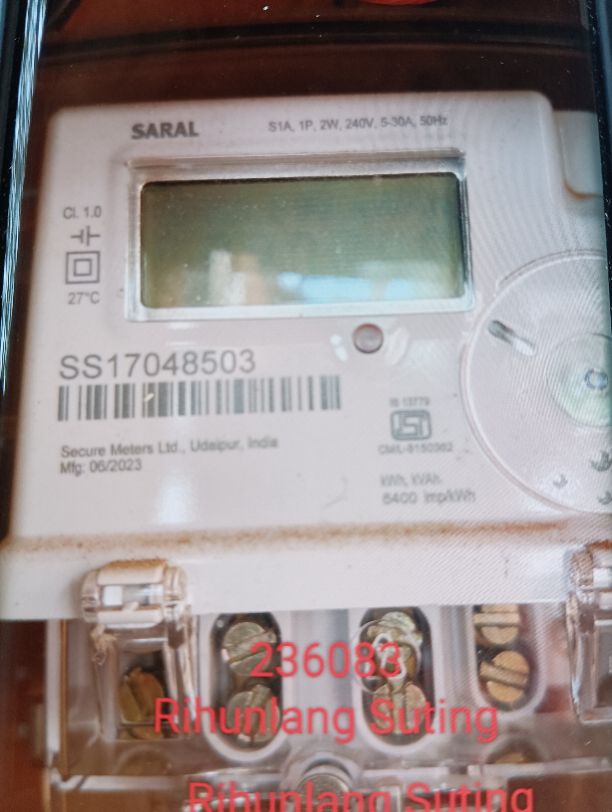 SARAL
S1A, 1P, 2W, 240V, 5-30A, 50Hz
Cl. 1.0
27°C
SS17048503
Secure Meters Ltd., Udaipur, India
Mfg: 06/2023
IS 13779
CM/L-9150362
kWh, kVAh
6400 imp/kWh
236083
Rihunlang Suting
Rihunlang Suting